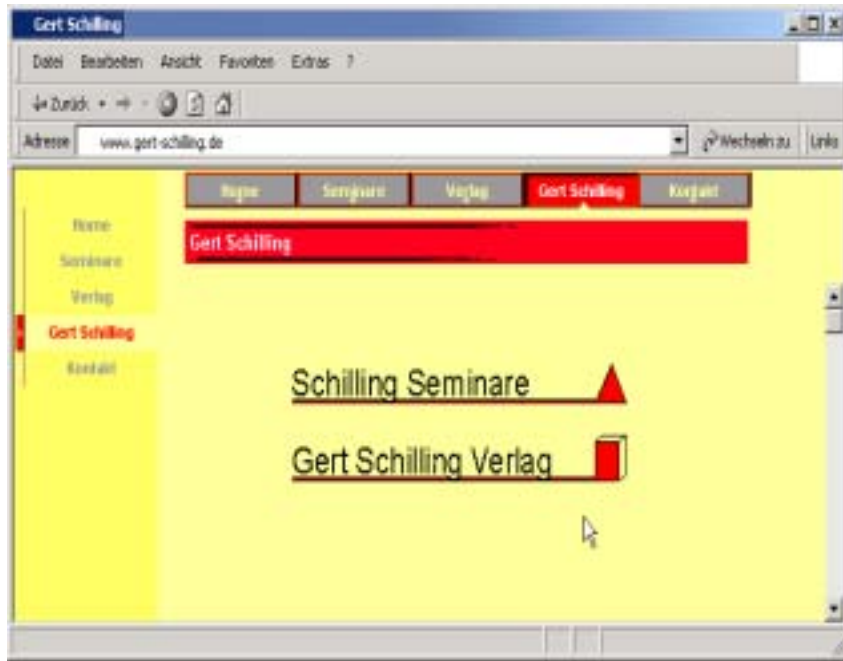 Gert Schilling
Datei Bearbeiten Ansicht Favoriten Extras ?
Zurück
Adresse www.gert-schilling.de Wechseln zu Links
Home Seminare Verlag Gert Schilling Kontakt
Gert Schilling
Home
Seminare
Verlag
Gert Schilling
Kontakt
Schilling Seminare
Gert Schilling Verlag